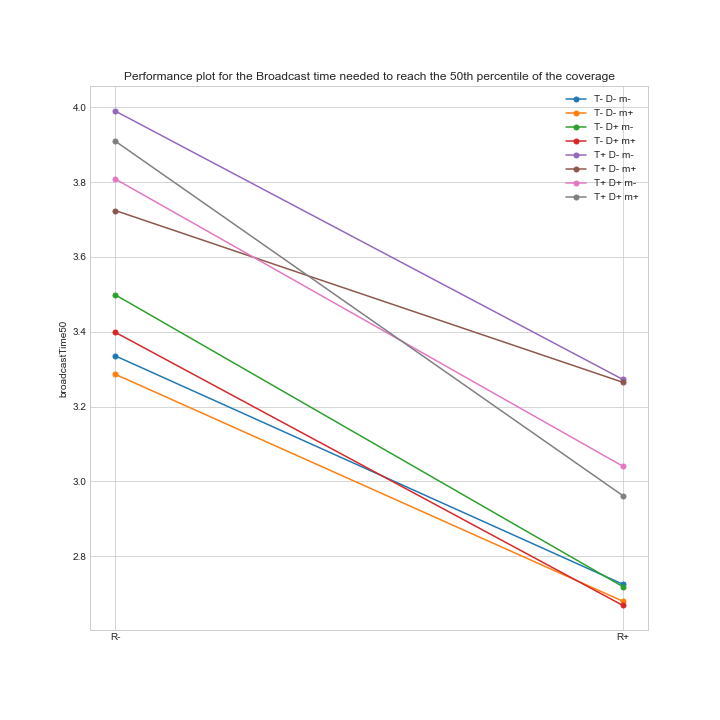 Performance plot for the Broadcast time needed to reach the 50th percentile of the coverage
4.0
3.8
3.6
3.4
3.2
3.0
2.8
broadcastTime50
T- D- m-
T- D- m+
T- D+ m-
T- D+ m+
T+ D- m-
T+ D- m+
T+ D+ m-
T+ D+ m+
R-
R+